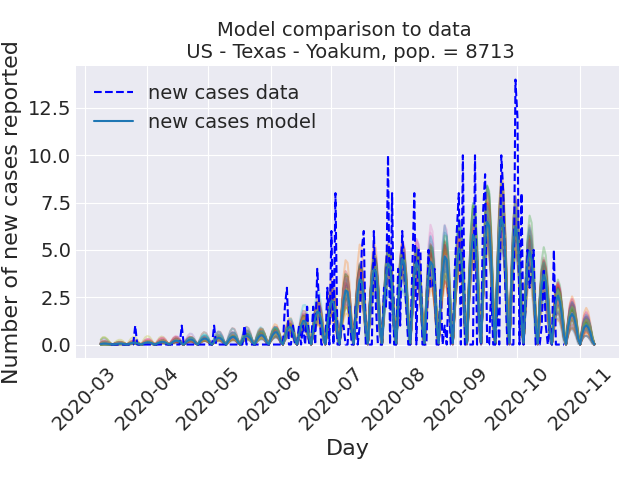 Model comparison to data
US - Texas - Yoakum, pop. = 8713
new cases data
new cases model
Number of new cases reported
12.5
10.0
7.5
5.0
2.5
0.0
2020-03
2020-04
2020-05
2020-06
2020-07
2020-08
2020-09
2020-10
2020-11
Day